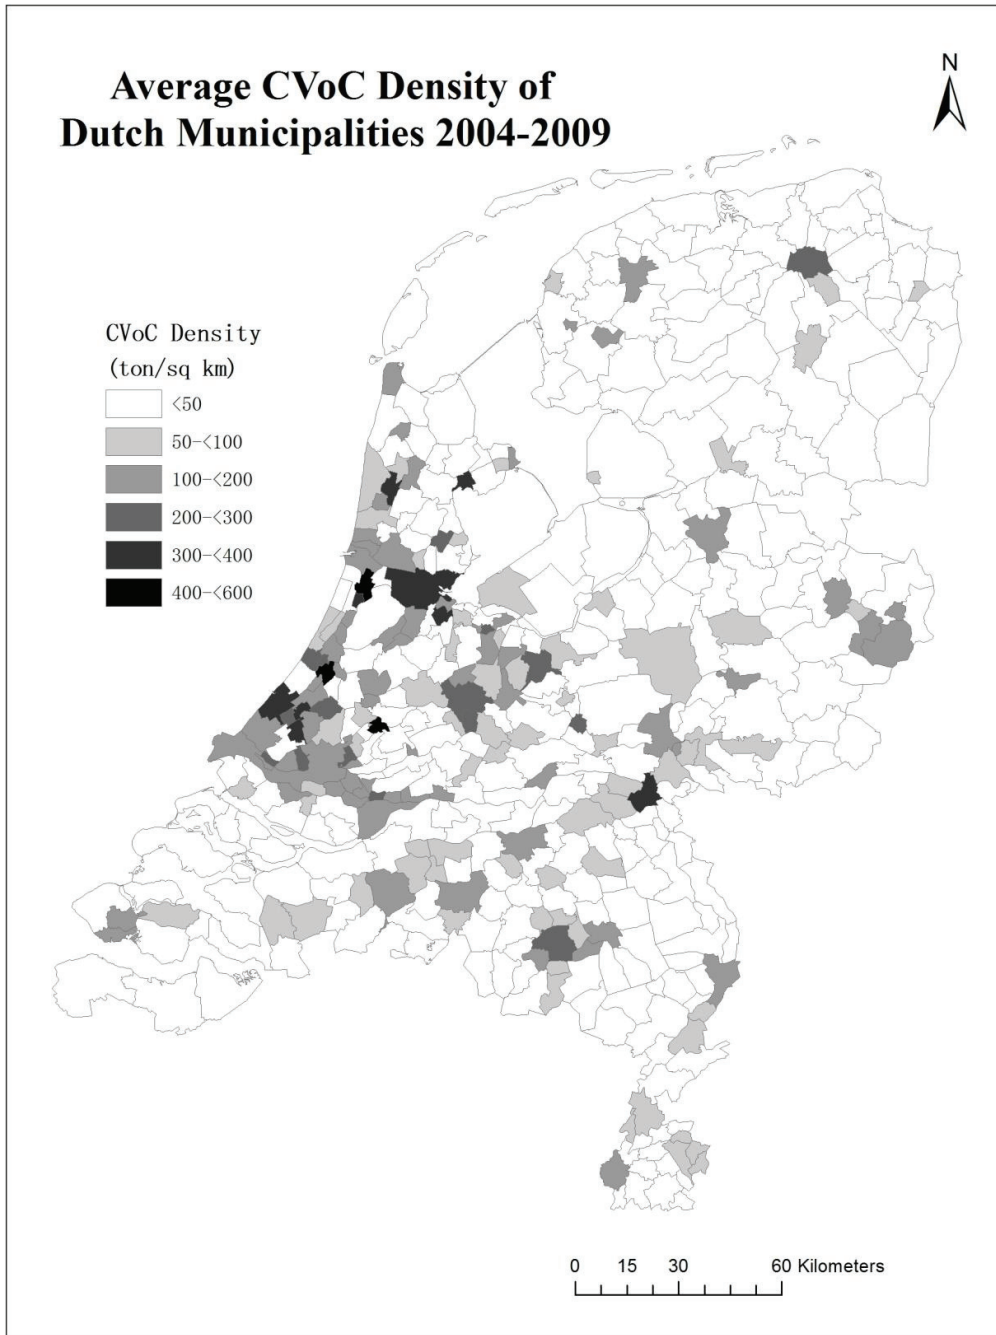 Average CVoC Density of
Dutch Municipalities 2004-2009
N
CVoC Density
(ton/sq km)
<50
50-<100
100-<200
200-<300
300-<400
400-<600
0 15 30 60 Kilometers